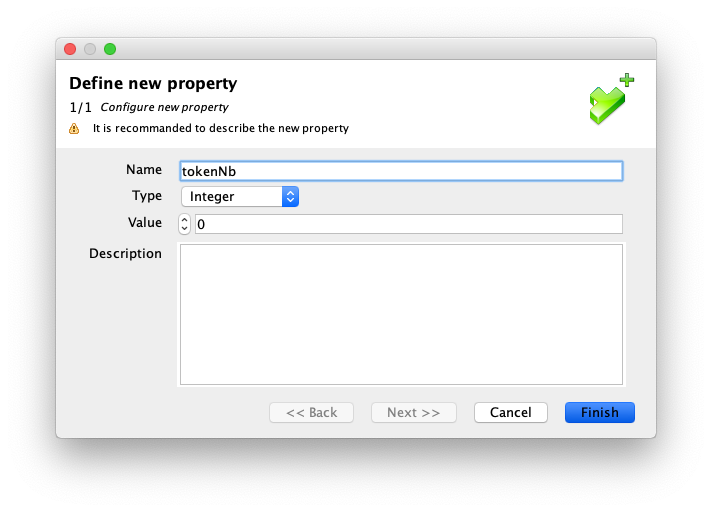 Define new property
1/1 Configure new property
It is recommanded to describe the new property
Name tokenNb
Type Integer
Value 0
Description
<< Back Next >> Cancel Finish